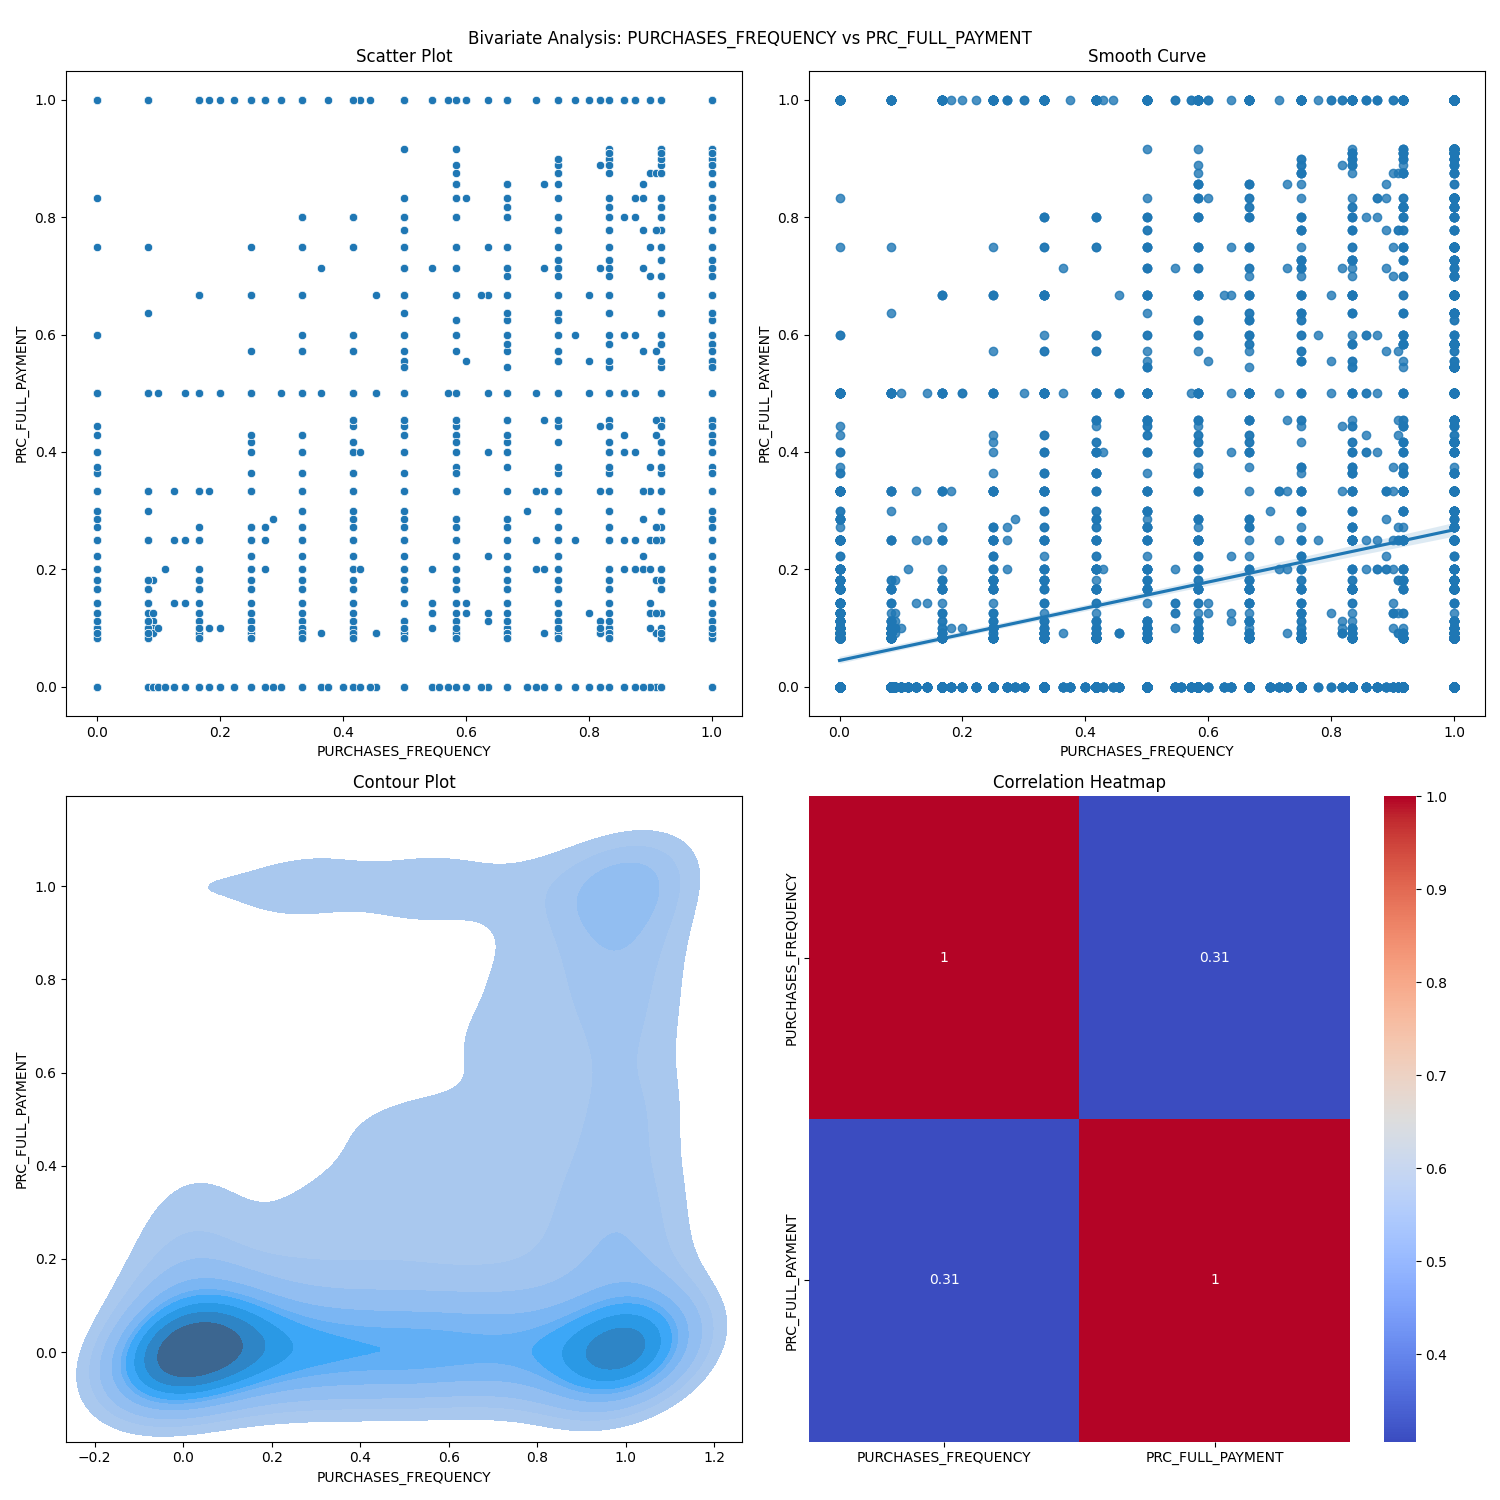 Bivariate Analysis: PURCHASES_FREQUENCY vs PRC_FULL_PAYMENT
Scatter Plot
1.0
0.8
0.6
0.4
0.2
0.0
PRC_FULL_PAYMENT
0.0 0.2 0.4 0.6 0.8 1.0
PURCHASES_FREQUENCY
Smooth Curve
1.0
0.8
0.6
0.4
0.2
0.0
PRC_FULL_PAYMENT
0.0 0.2 0.4 0.6 0.8 1.0
PURCHASES_FREQUENCY
Contour Plot
1.0
0.8
0.6
0.4
0.2
0.0
PRC_FULL_PAYMENT
−0.2 0.0 0.2 0.4 0.6 0.8 1.0 1.2
PURCHASES_FREQUENCY
Correlation Heatmap
PURCHASES_FREQUENCY
PRC_FULL_PAYMENT
1 0.31
0.31 1
PURCHASES_FREQUENCY PRC_FULL_PAYMENT
1.0
0.9
0.8
0.7
0.6
0.5
0.4